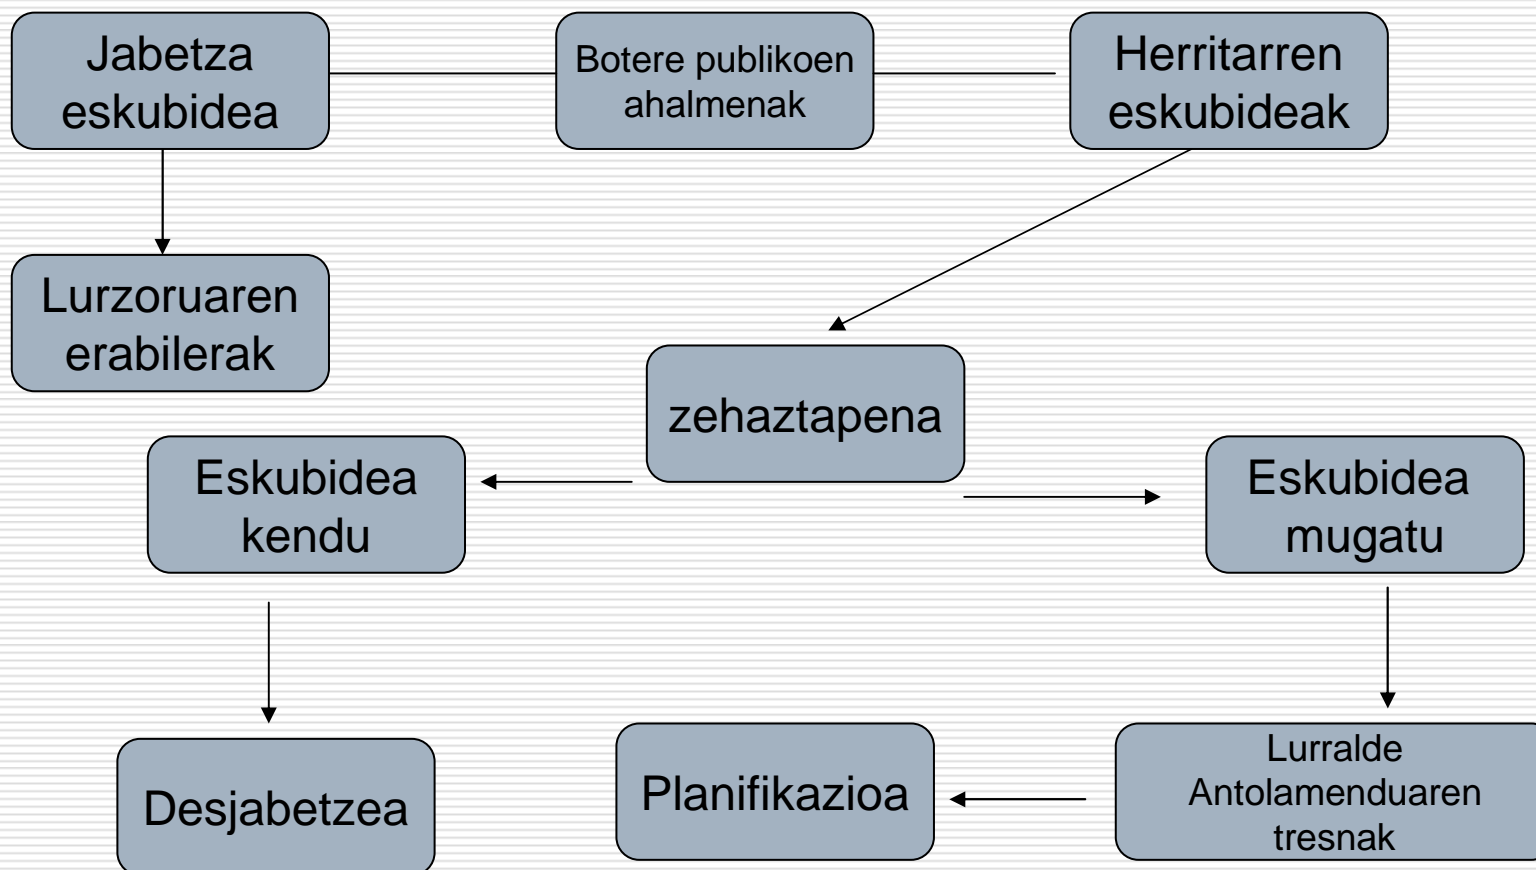 Jabetza
eskubidea
Botere publikoen
ahalmenak
Herritarren
eskubideak
Lurzoruaren
erabilerak
zehaztapena
Eskubidea
kendu
Eskubidea
mugatu
Desjabetzea
Planifikazioa
Lurralde
Antolamenduaren
tresnak